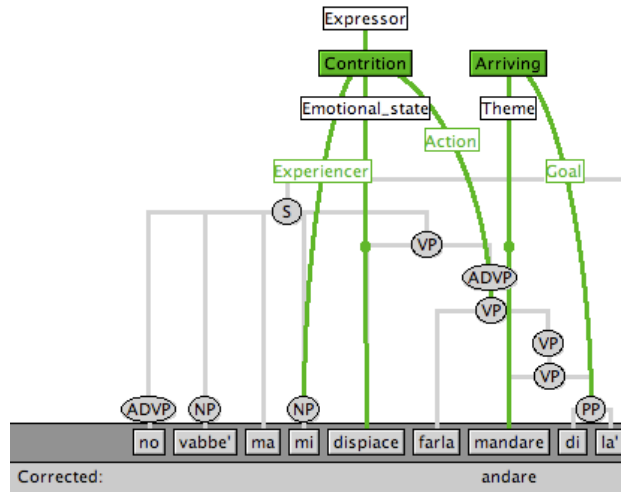 Expressor
Contrition Arriving
Emotional_state Theme
Action
Experiencer Goal
S
VP
ADVP
VP
VP
VP
ADVP NP NP PP
no vabbe' ma mi dispiace farla mandare di la'
Corrected: andare